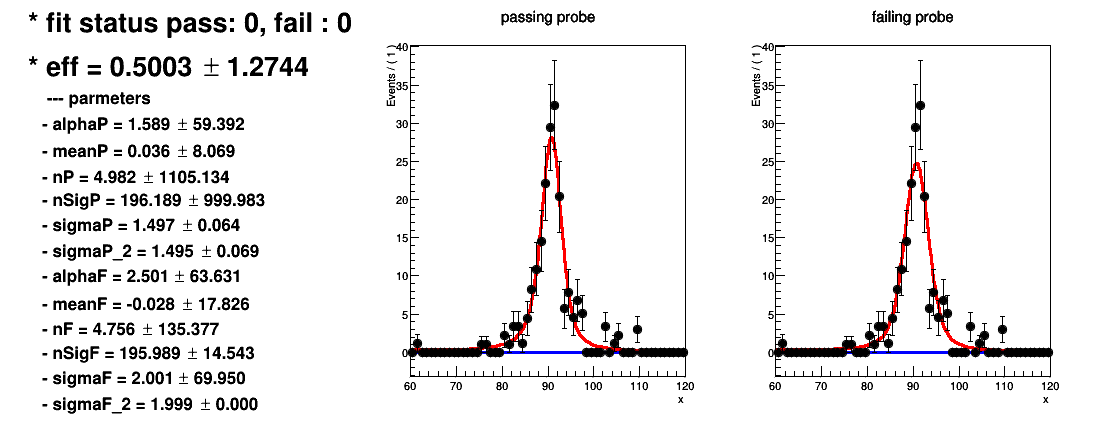 * fit status pass: 0, fail : 0
* eff = 0.5003 ± 1.2744
--- parmeters
- alphaP = 1.589 ± 59.392
- meanP = 0.036 ± 8.069
- nP = 4.982 ± 1105.134
- nSigP = 196.189 ± 999.983
- sigmaP = 1.497 ± 0.064
- sigmaP_2 = 1.495 ± 0.069
- alphaF = 2.501 ± 63.631
- meanF = -0.028 ± 17.826
- nF = 4.756 ± 135.377
- nSigF = 195.989 ± 14.543
- sigmaF = 2.001 ± 69.950
- sigmaF_2 = 1.999 ± 0.000
passing probe
Events / ( 1 )
40
35
30
25
20
15
10
5
0
60 70 80 90 100 110 120
x
failing probe
Events / ( 1 )
40
35
30
25
20
15
10
5
0
60 70 80 90 100 110 120
x